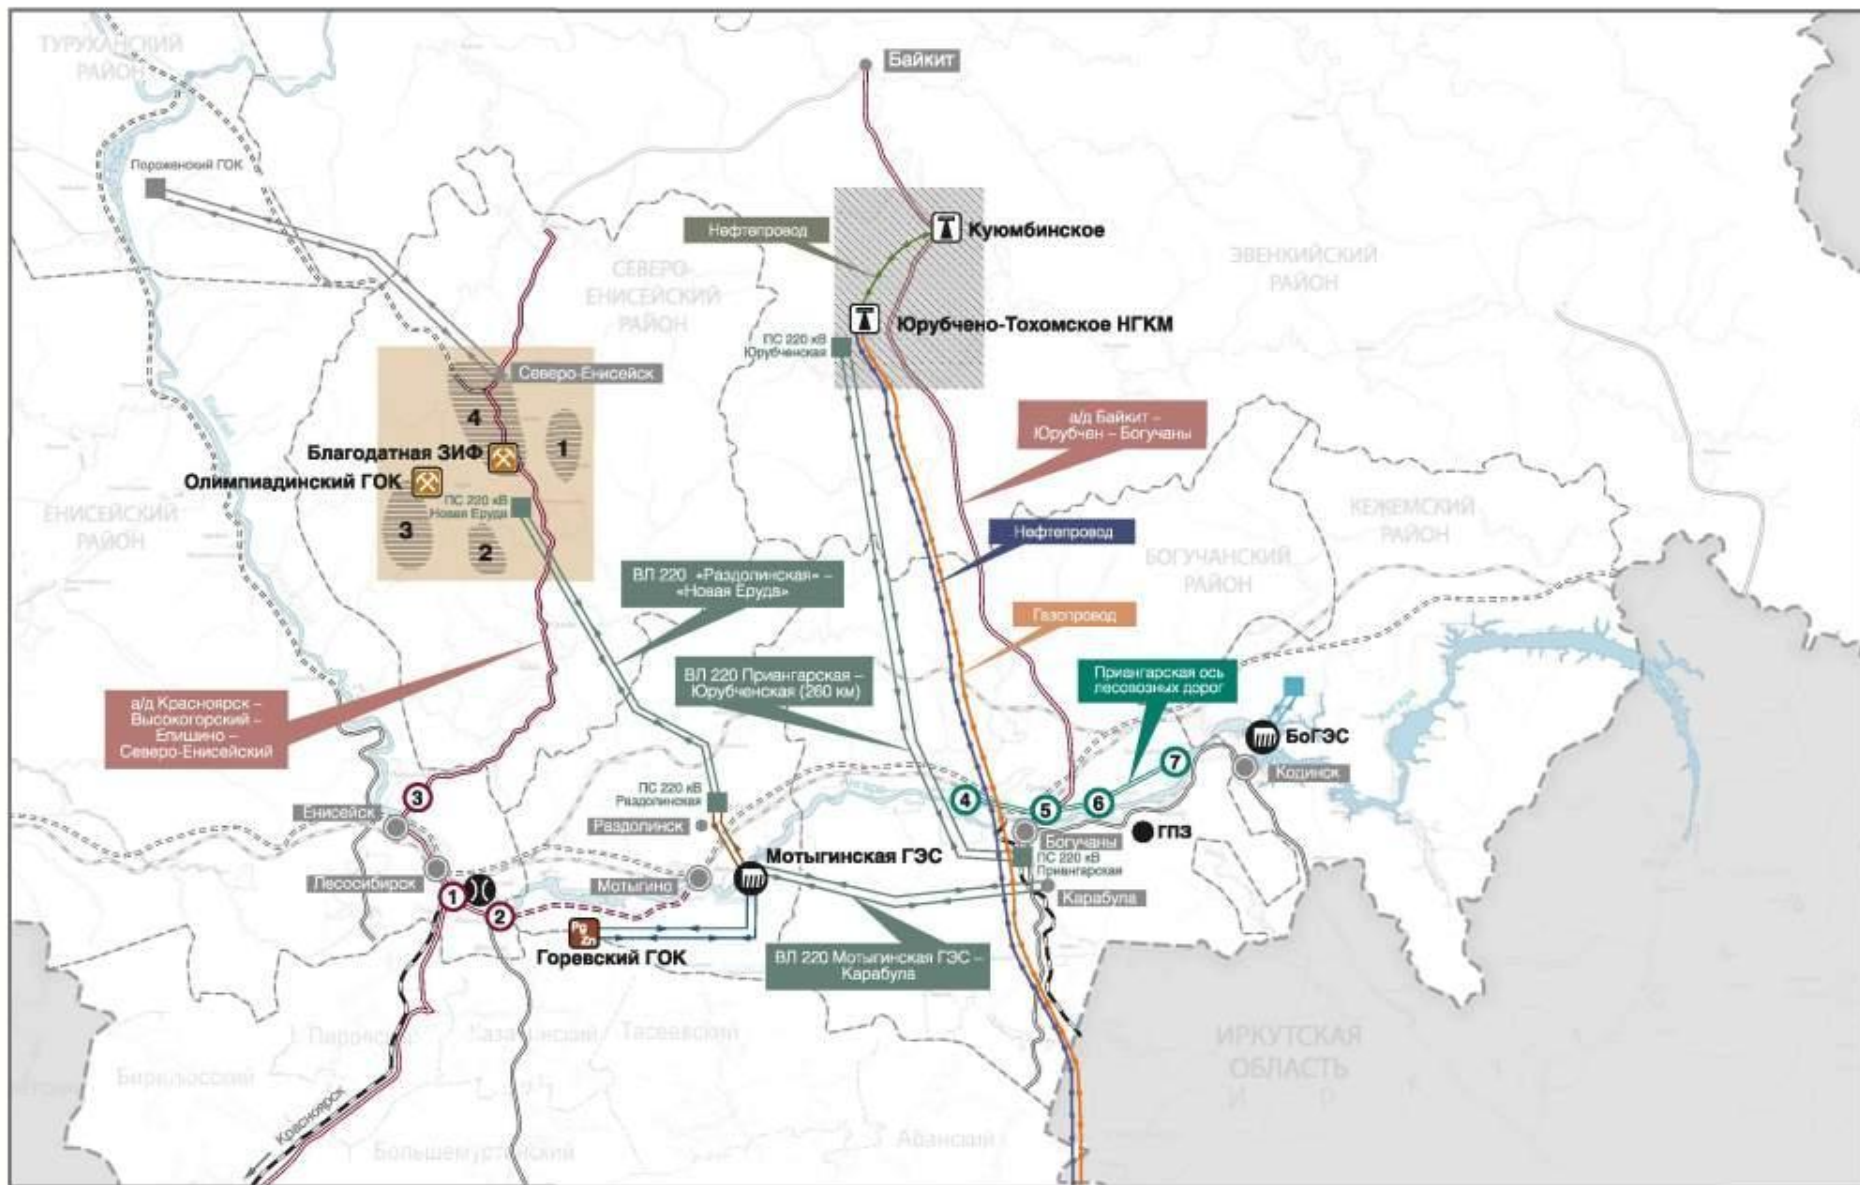 ТУРУХАНСКИЙ
РАЙОН
Байкит
Пороженский ГОК
Нефтепровод
Куюмбинское
СЕВЕРО-
ЕНИСЕЙСКИЙ
РАЙОН
ЭВЕНКИЙСКИЙ
РАЙОН
Юрубчено-Тохомское НГКМ
ПС 220 кВ
Юрубченская
Северо-Енисейск
4
1
Благодатная ЗИФ
Олимпиадинский ГОК
ПС 220 кВ
Новая Еруда
3
2
ЕНИСЕЙСКИЙ
РАЙОН
а/д Байкит –
Юрубчен – Богучаны
КЕЖЕМСКИЙ
РАЙОН
Нефтепровод
БОГУЧАНСКИЙ
РАЙОН
ВЛ 220 «Раздолинская» –
«Новая Еруда»
Газопровод
ВЛ 220 Приангарская –
Юрубченская (260 км)
Приангарская ось
лесовозных дорог
а/д Красноярск –
Высокогорский –
Епишино –
Северо-Енисейский
БоГЭС
7
Кодинск
3
ПС 220 кВ
Раздолинская
4
5
6
Енисейск
Раздолинск
ГПЗ
Богучаны
Мотыгинская ГЭС
ПС 220 кВ
Приангарская
Лесосибирск
Мотыгино
Карабула
1
2
Pg
Zn
Горевский ГОК
ВЛ 220 Мотыгинская ГЭС –
Карабула
Тасеевский
ИРКУТСКАЯ
ОБЛАСТЬ
Бирилюсский
Красноярск
Большемуртинский
Абанский